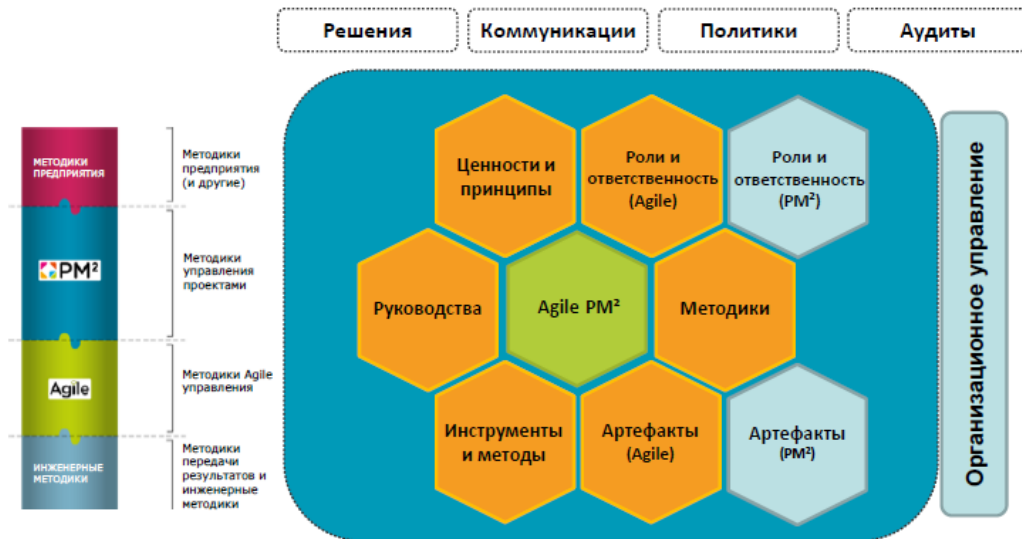 Решения
Коммуникации
Политики
Аудиты
МЕТОДИКИ
ПРЕДПРИЯТИЯ
Методики
предприятия
(и другие)
PM²
Методики
управления
проектами
Agile
Методики Agile
управления
ИНЖЕНЕРНЫЕ
МЕТОДИКИ
Методики
передачи
результатов и
инженерные
методики
Ценности и
принципы
Роли и
ответственность
(Agile)
Роли и
ответственность
(PM²)
Руководства
Agile PM²
Методики
Инструменты
и методы
Артефакты
(Agile)
Артефакты
(PM²)
Организационное управление